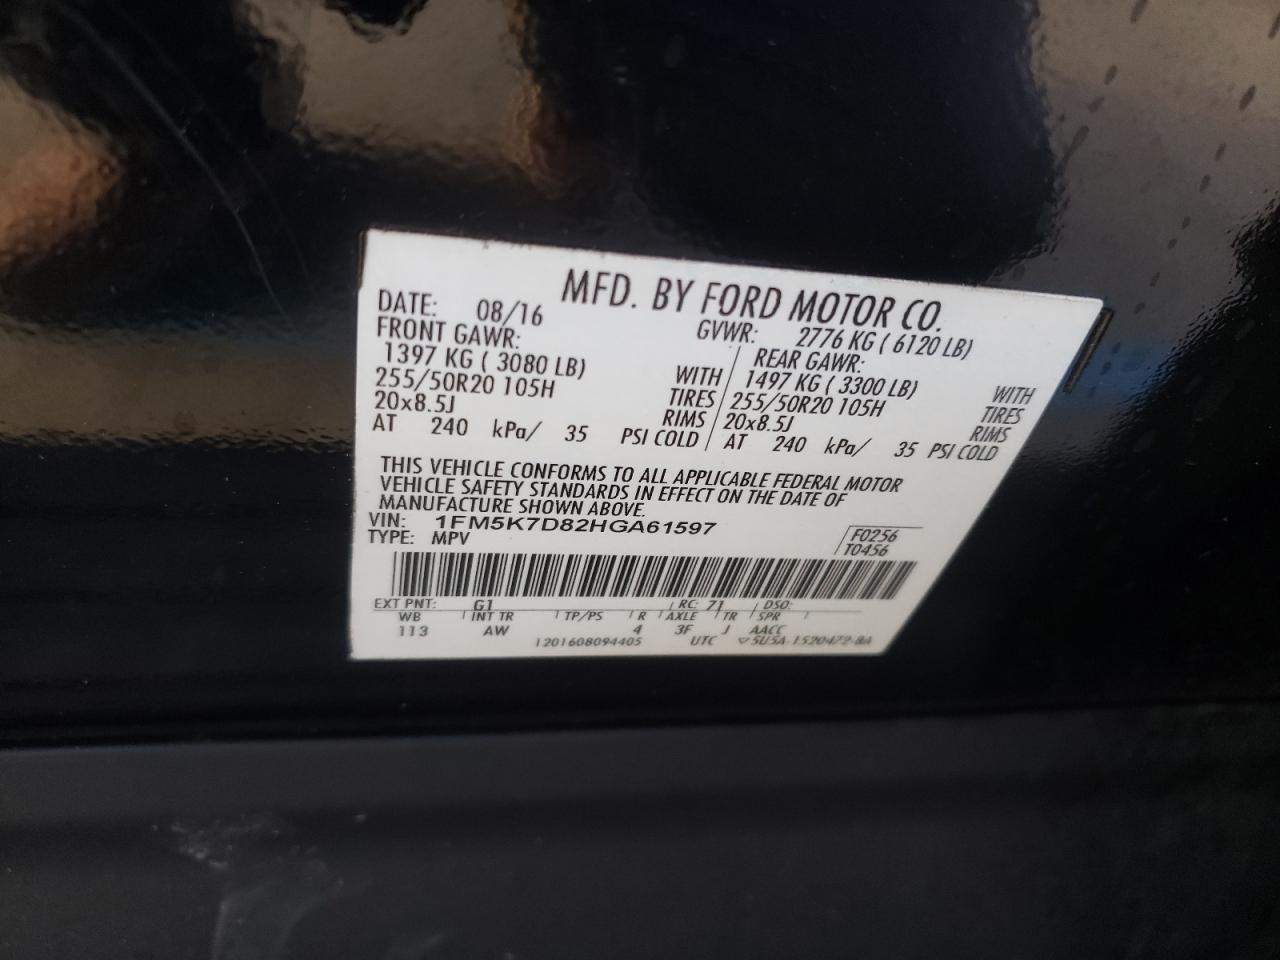 MFD. BY FORD MOTOR CO.
DATE: 08/16 GVWR: 2776 KG ( 6120 LB)
FRONT GAWR: REAR GAWR:
1397 KG ( 3080 LB) WITH 1497 KG ( 3300 LB) WITH
255/50R20 105H TIRES 255/50R20 105H TIRES
20x8.5J RIMS 20x8.5J RIMS
AT 240 kPa/ 35 PSI COLD AT 240 kPa/ 35 PSI COLD
THIS VEHICLE CONFORMS TO ALL APPLICABLE FEDERAL MOTOR
VEHICLE SAFETY STANDARDS IN EFFECT ON THE DATE OF
MANUFACTURE SHOWN ABOVE.
VIN: 1FM5K7D82HGA61597 F0256
TYPE: MPV T0456
EXT PNT: G1 RC: 71 DSO:
WB INT TR TP/PS R AXLE TR SPR
113 AW 4 3F J AACC
1201608094405 UTC 5U5A-1520472-BA